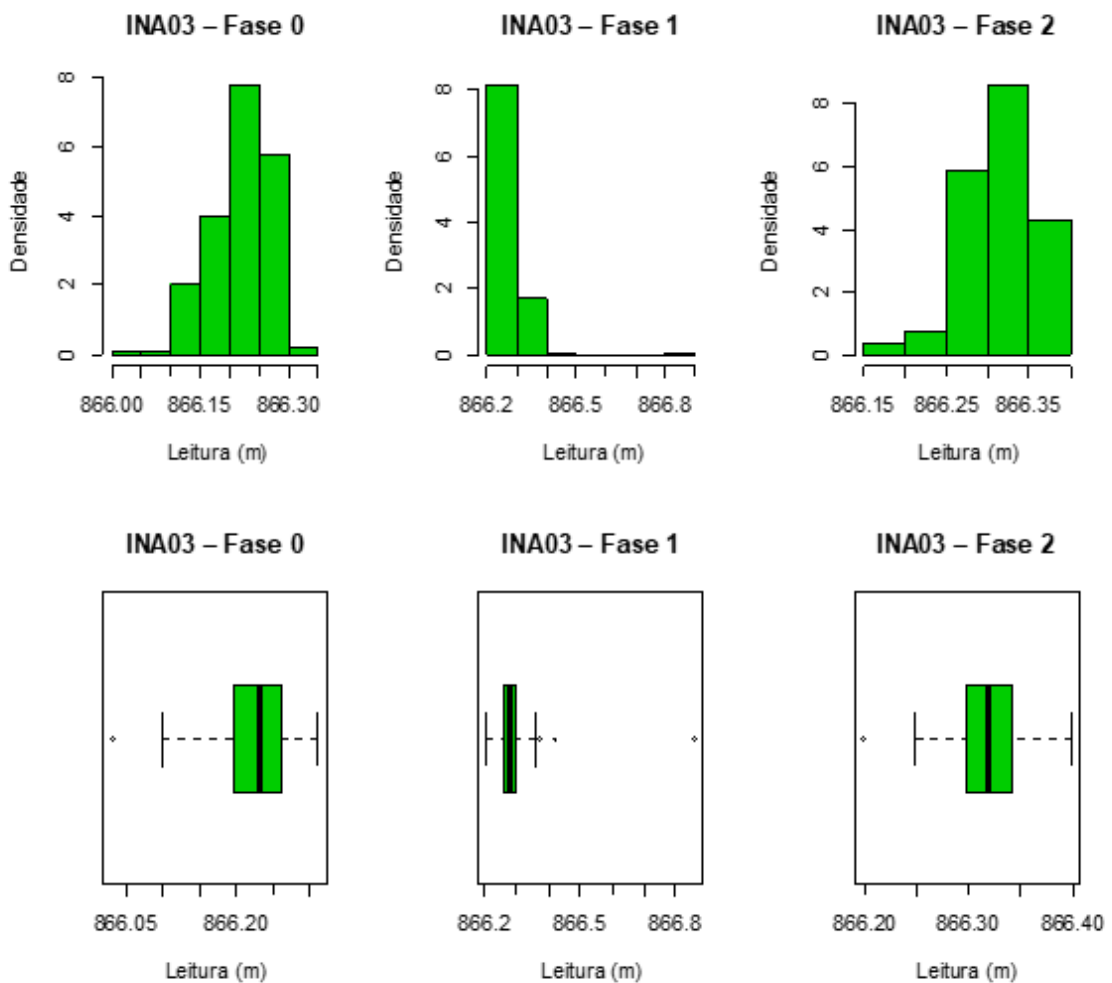 INA03 – Fase 0
INA03 – Fase 1
INA03 – Fase 2
Densidade
0 2 4 6 8
866.00 866.15 866.30
Leitura (m)
Densidade
0 2 4 6 8
866.2 866.5 866.8
Leitura (m)
Densidade
0 2 4 6 8
866.15 866.25 866.35
Leitura (m)
INA03 – Fase 0
INA03 – Fase 1
INA03 – Fase 2
866.05 866.20
Leitura (m)
866.2 866.5 866.8
Leitura (m)
866.20 866.30 866.40
Leitura (m)